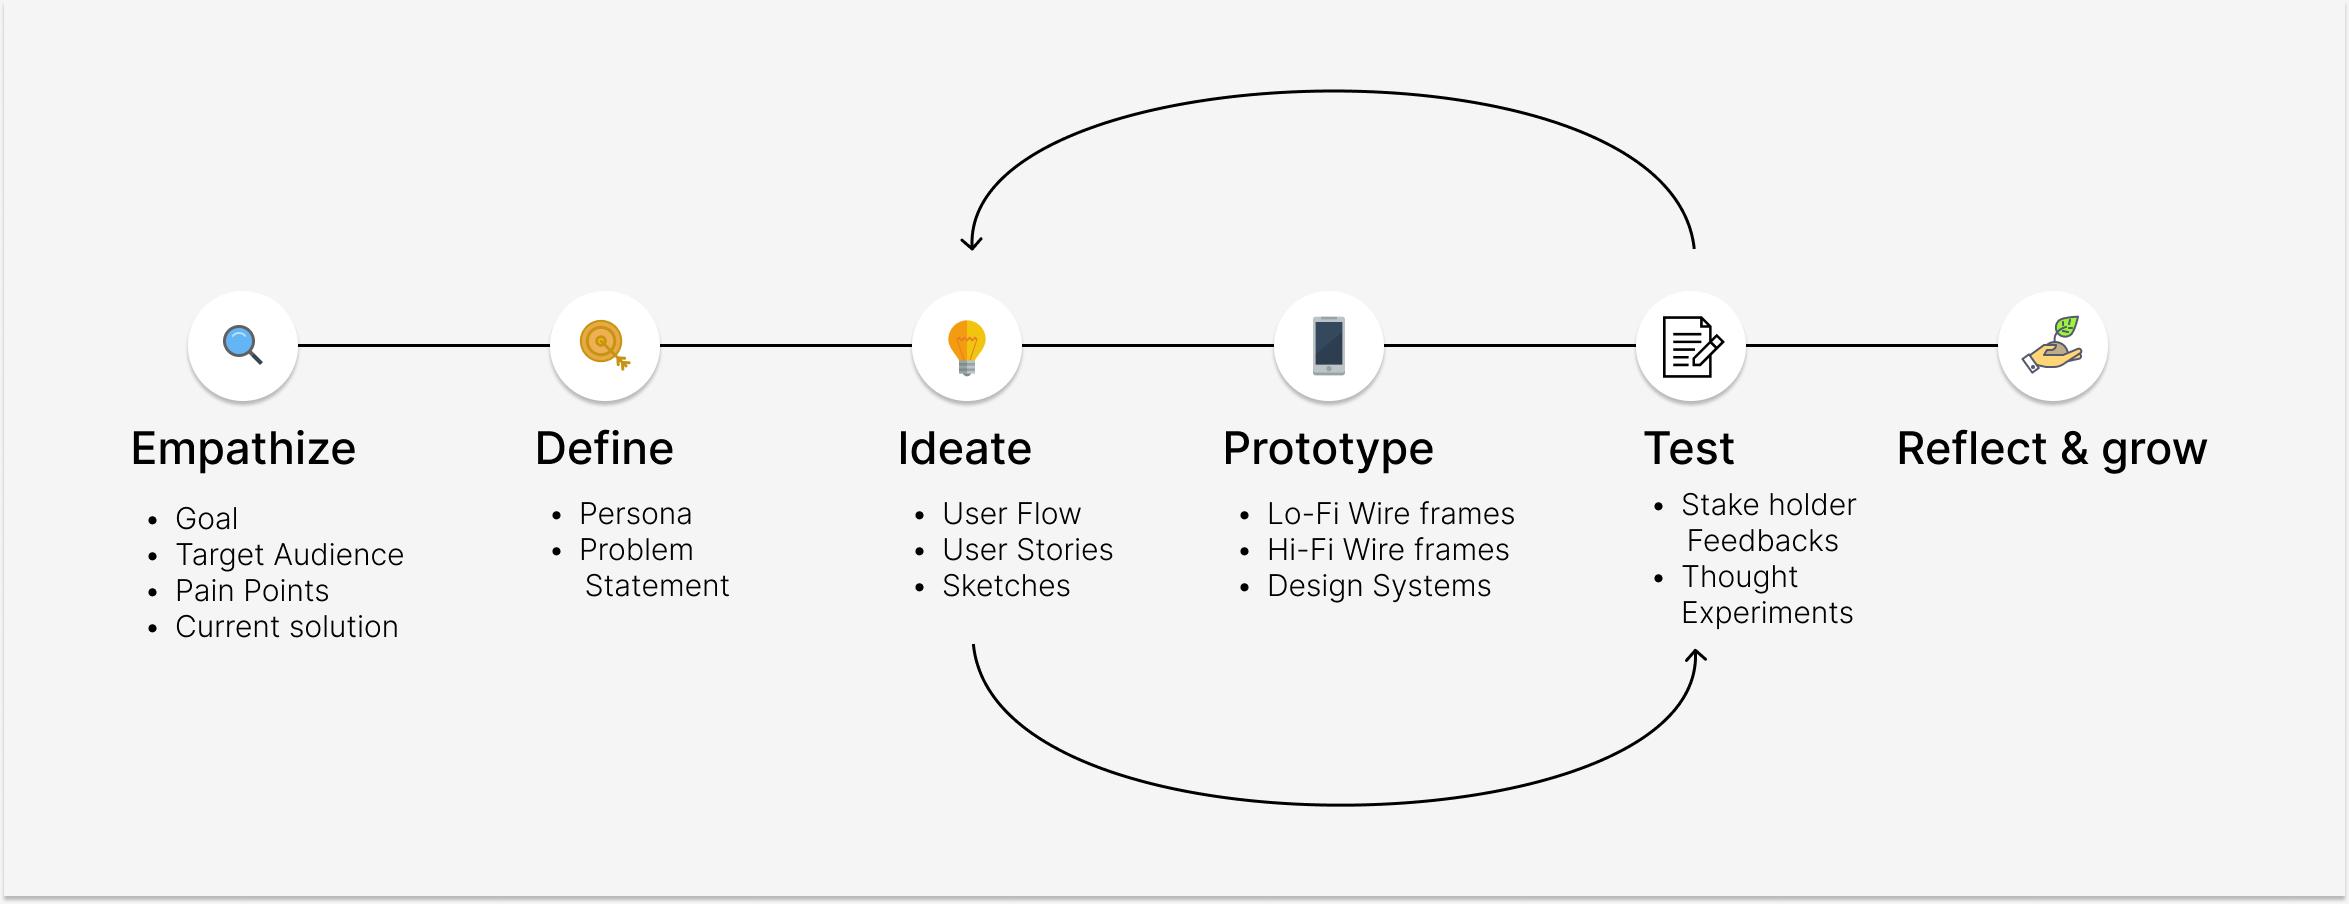 Empathize
• Goal
• Target Audience
• Pain Points
• Current solution
Define
• Persona
• Problem
Statement
Ideate
• User Flow
• User Stories
• Sketches
Prototype
• Lo-Fi Wire frames
• Hi-Fi Wire frames
• Design Systems
Test
• Stake holder
Feedbacks
• Thought
Experiments
Reflect & grow